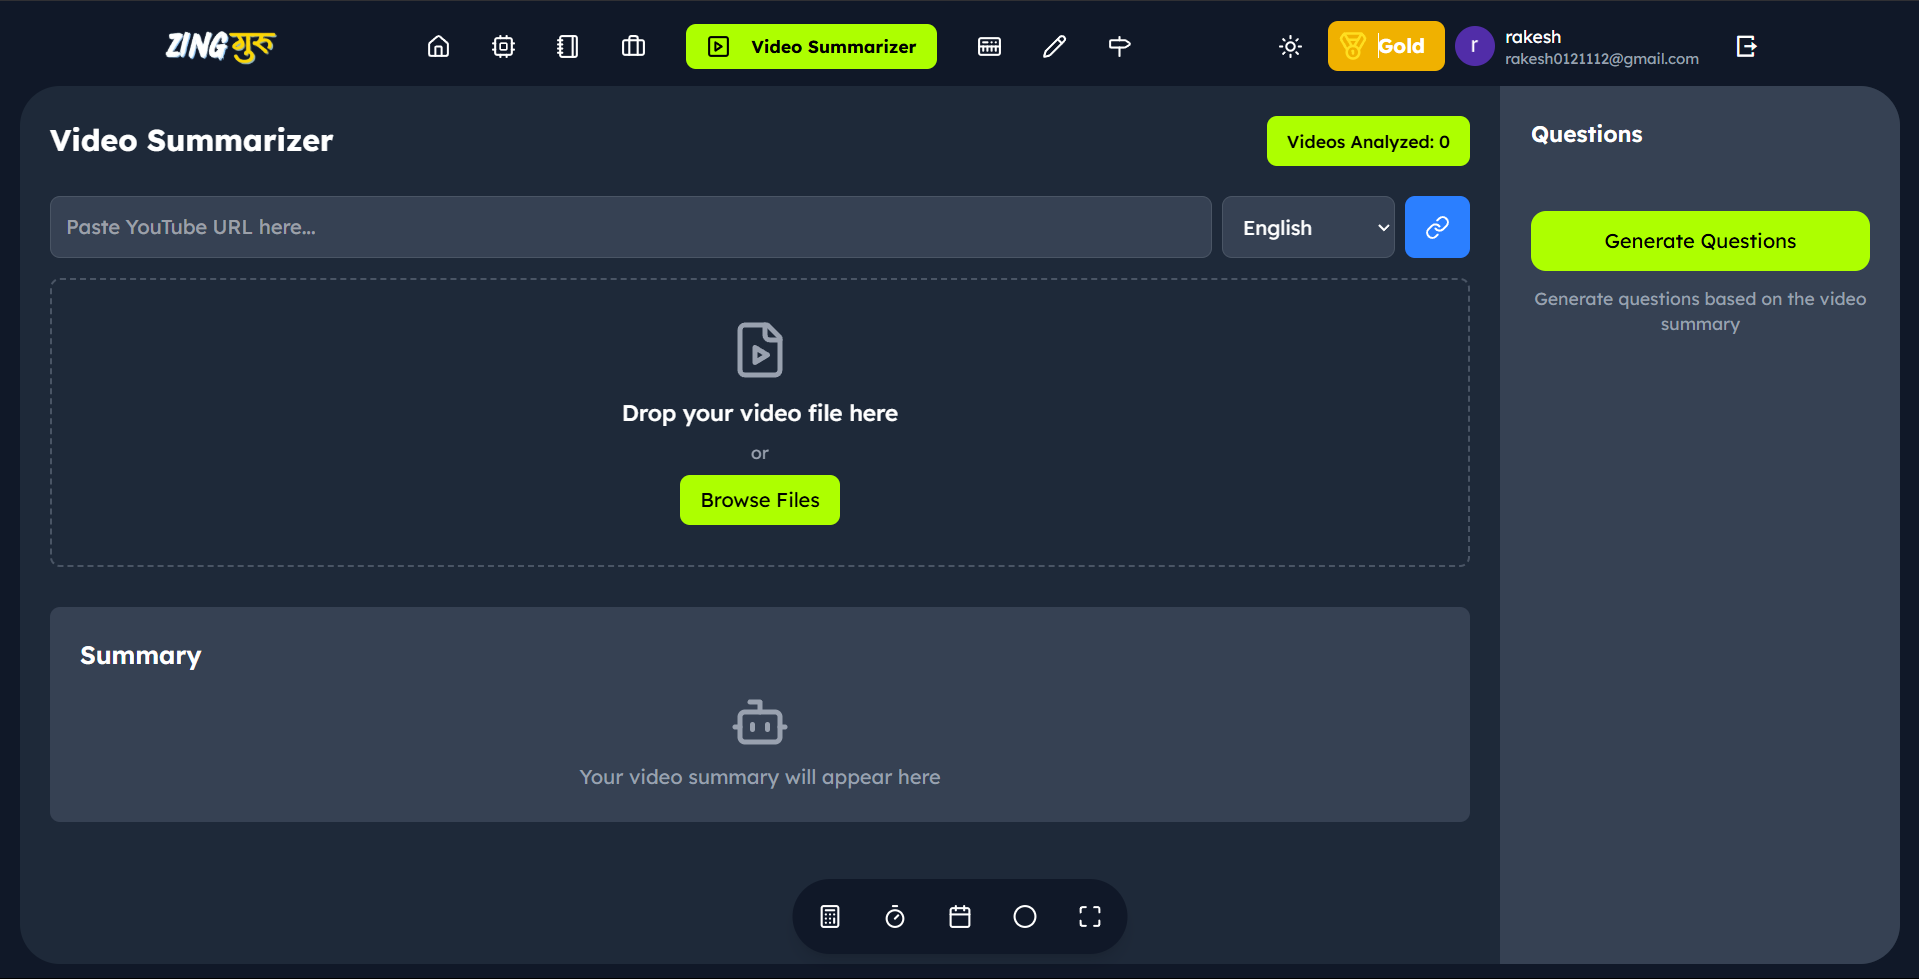 ZINGगुरु
Video Summarizer
Gold
r
rakesh
rakesh0121112@gmail.com
Video Summarizer
Videos Analyzed: 0
Paste YouTube URL here...
English
Drop your video file here
or
Browse Files
Summary
Your video summary will appear here
Questions
Generate Questions
Generate questions based on the video
summary